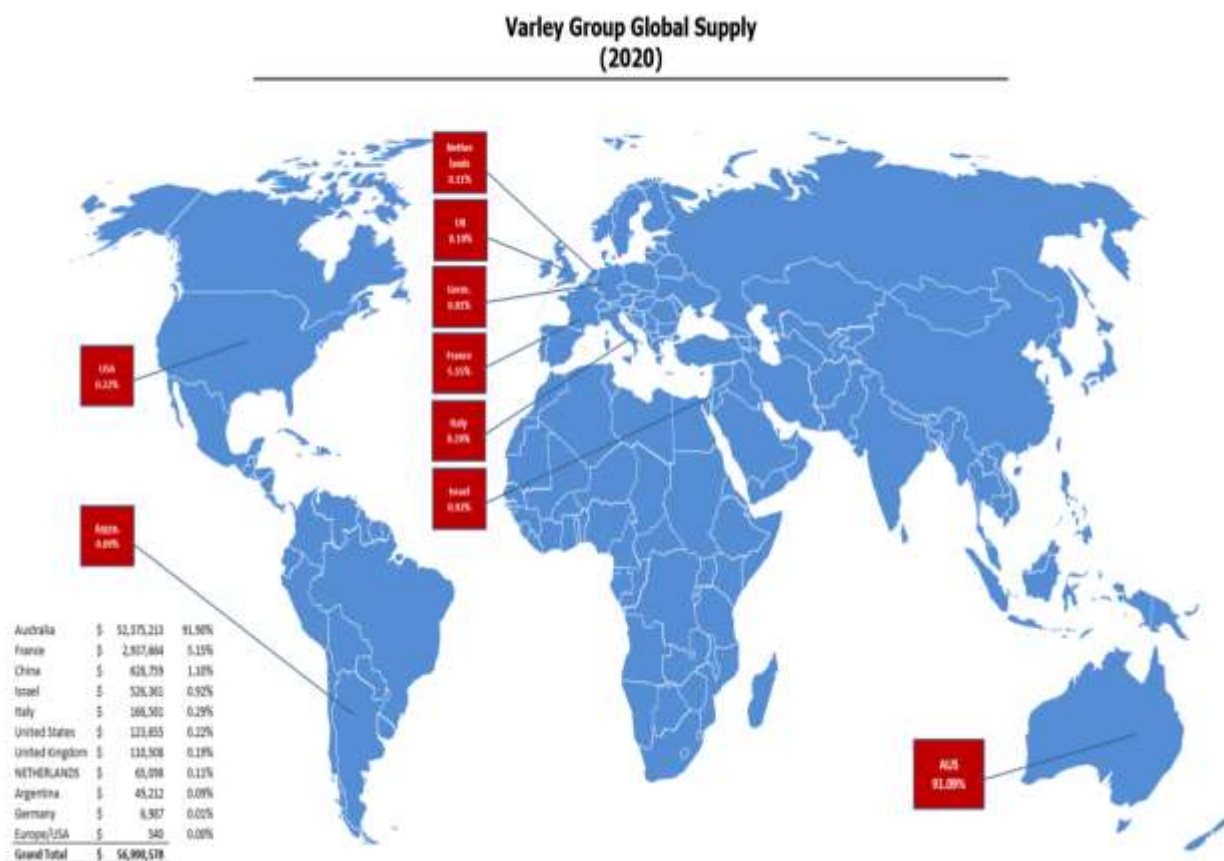 Varley Group Global Supply
(2020)
Nether
lands
0.11%
UK
0.19%
Germ.
0.01%
France
5.15%
Italy
0.29%
Israel
0.92%
USA
0.22%
0.09%
AUS
91.09%
Australia $ 52,375,213 91.90%
France $ 2,937,664 5.15%
China $ 628,759 1.10%
Israel $ 526,361 0.92%
Italy $ 166,581 0.29%
United States $ 123,655 0.22%
United Kingdom $ 110,508 0.19%
NETHERLANDS $ 65,098 0.11%
Argentina $ 49,212 0.09%
Germany $ 6,987 0.01%
Europe/USA $ 540 0.00%
Grand Total $ 56,990,578